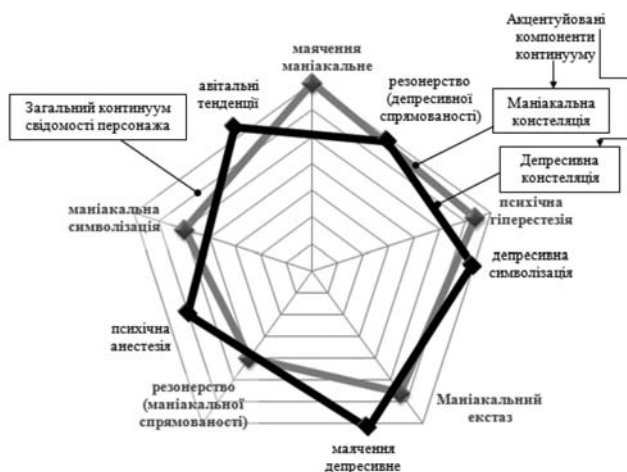 Акцентуйовані
компоненти
континууму
маячення
маніакальне
авітальні
тенденції
резонерство
(депресивної
спрямованості)
Загальний континуум
свідомості персонажа
Маніакальна
констеляція
Депресивна
констеляція
маніакальна
символізація
психічна
гіперестезія
депресивна
символізація
психічна
анестезія
резонерство
(маніакальної
спрямованості)
Маніакальний
екстаз
маячення
депресивне